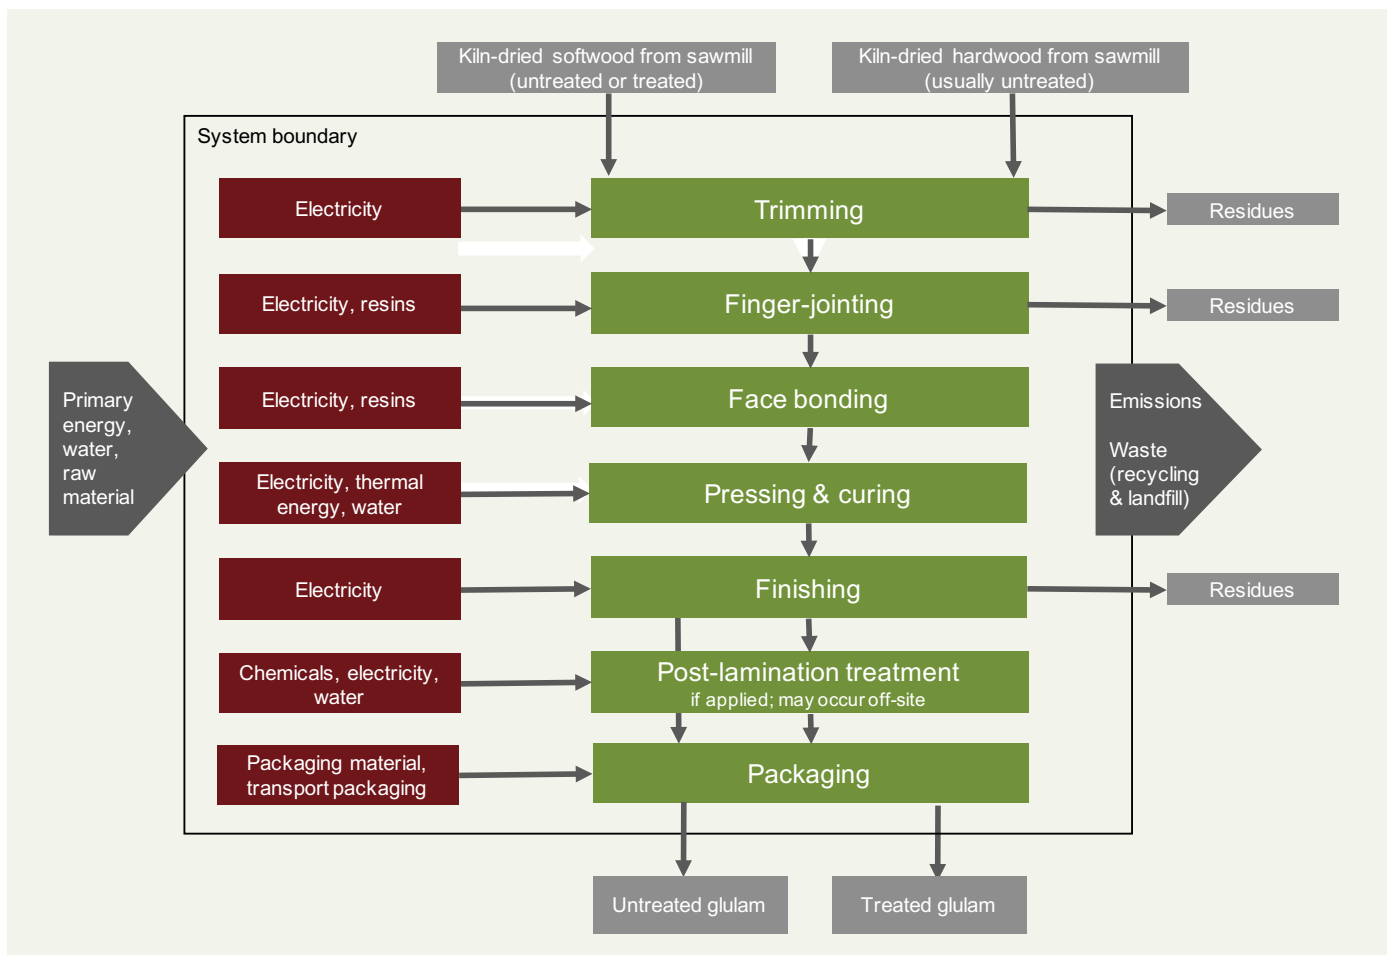 Kiln-dried softwood from sawmill
(untreated or treated)
Kiln-dried hardwood from sawmill
(usually untreated)
System boundary
Electricity
Trimming
Residues
Electricity, resins
Finger-jointing
Residues
Primary
energy,
water,
raw
material
Electricity, resins
Face bonding
Emissions
Waste
(recycling
& landfill)
Electricity, thermal
energy, water
Pressing & curing
Electricity
Finishing
Residues
Chemicals, electricity,
water
Post-lamination treatment
if applied; may occur off-site
Packaging material,
transport packaging
Packaging
Untreated glulam
Treated glulam